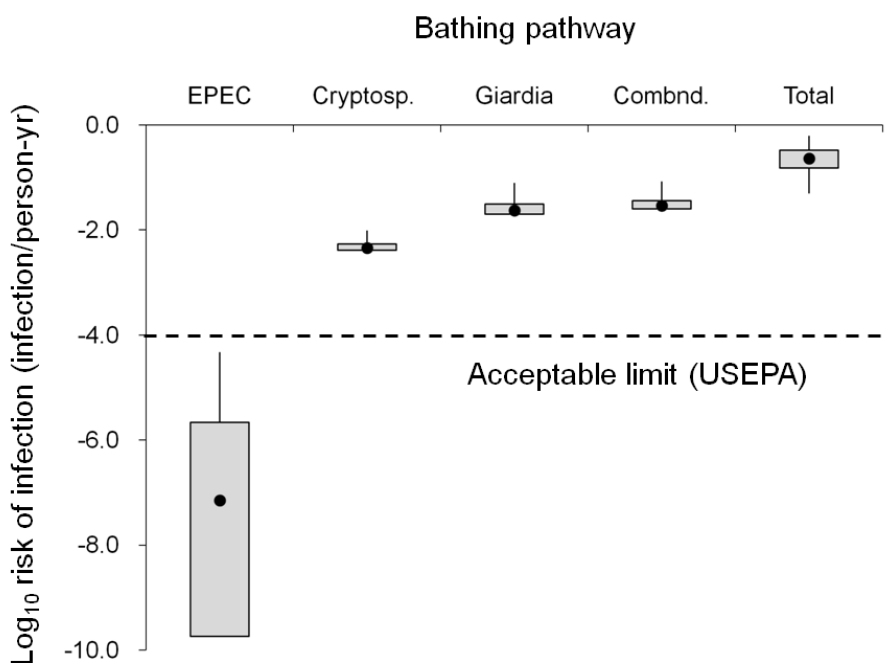 Bathing pathway
EPEC Cryptosp. Giardia Combnd. Total
Log10 risk of infection (infection/person-yr)
0.0
-2.0
-4.0
Acceptable limit (USEPA)
-6.0
-8.0
-10.0